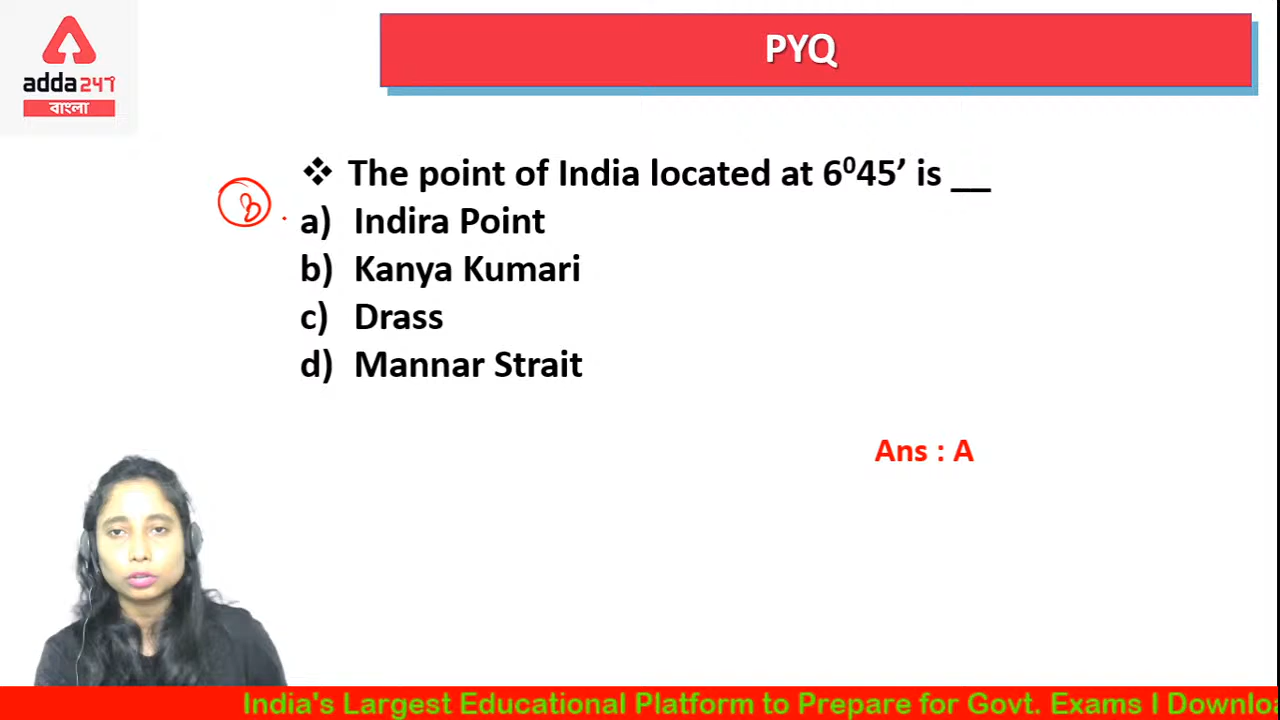 adda247
বাংলা
PYQ
❖ The point of India located at 6⁰45’ is __
a) Indira Point
b) Kanya Kumari
c) Drass
d) Mannar Strait
Ans : A
India's Largest Educational Platform to Prepare for Govt. Exams I Downlo